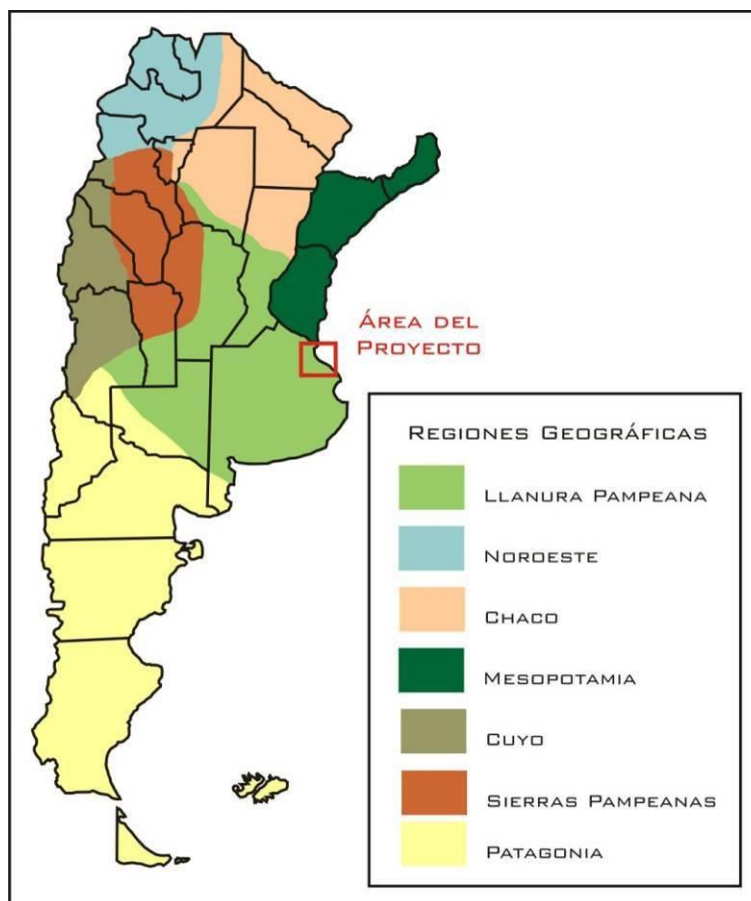 ÁREA DEL
PROYECTO
REGIONES GEOGRÁFICAS
LLANURA PAMPEANA
NOROESTE
CHACO
MESOPOTAMIA
CUYO
SIERRAS PAMPEANAS
PATAGONIA